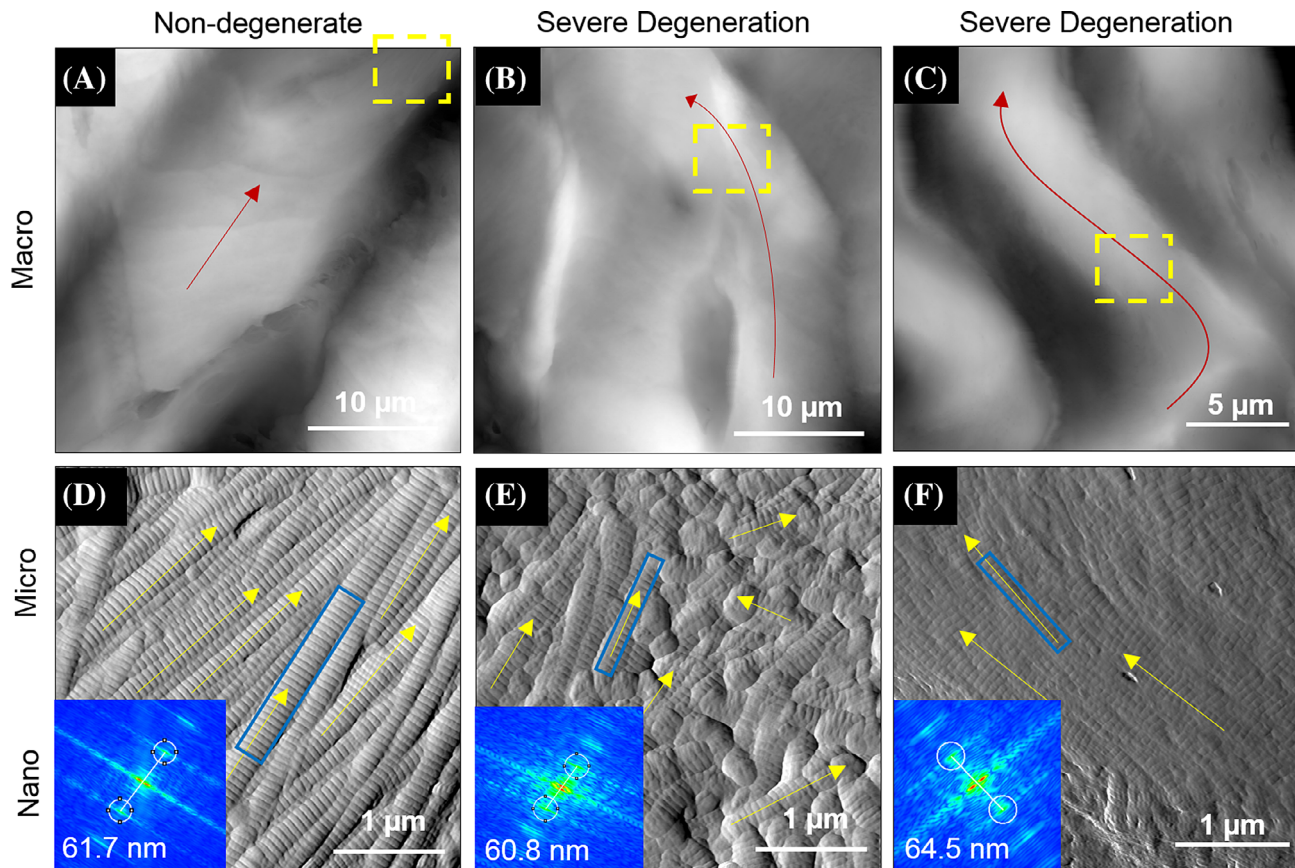 Non-degenerate
Severe Degeneration
Severe Degeneration
Macro
(A)
10 µm
(B)
10 µm
(C)
5 µm
Micro
Nano
(D)
61.7 nm
1 µm
(E)
60.8 nm
1 µm
(F)
64.5 nm
1 µm